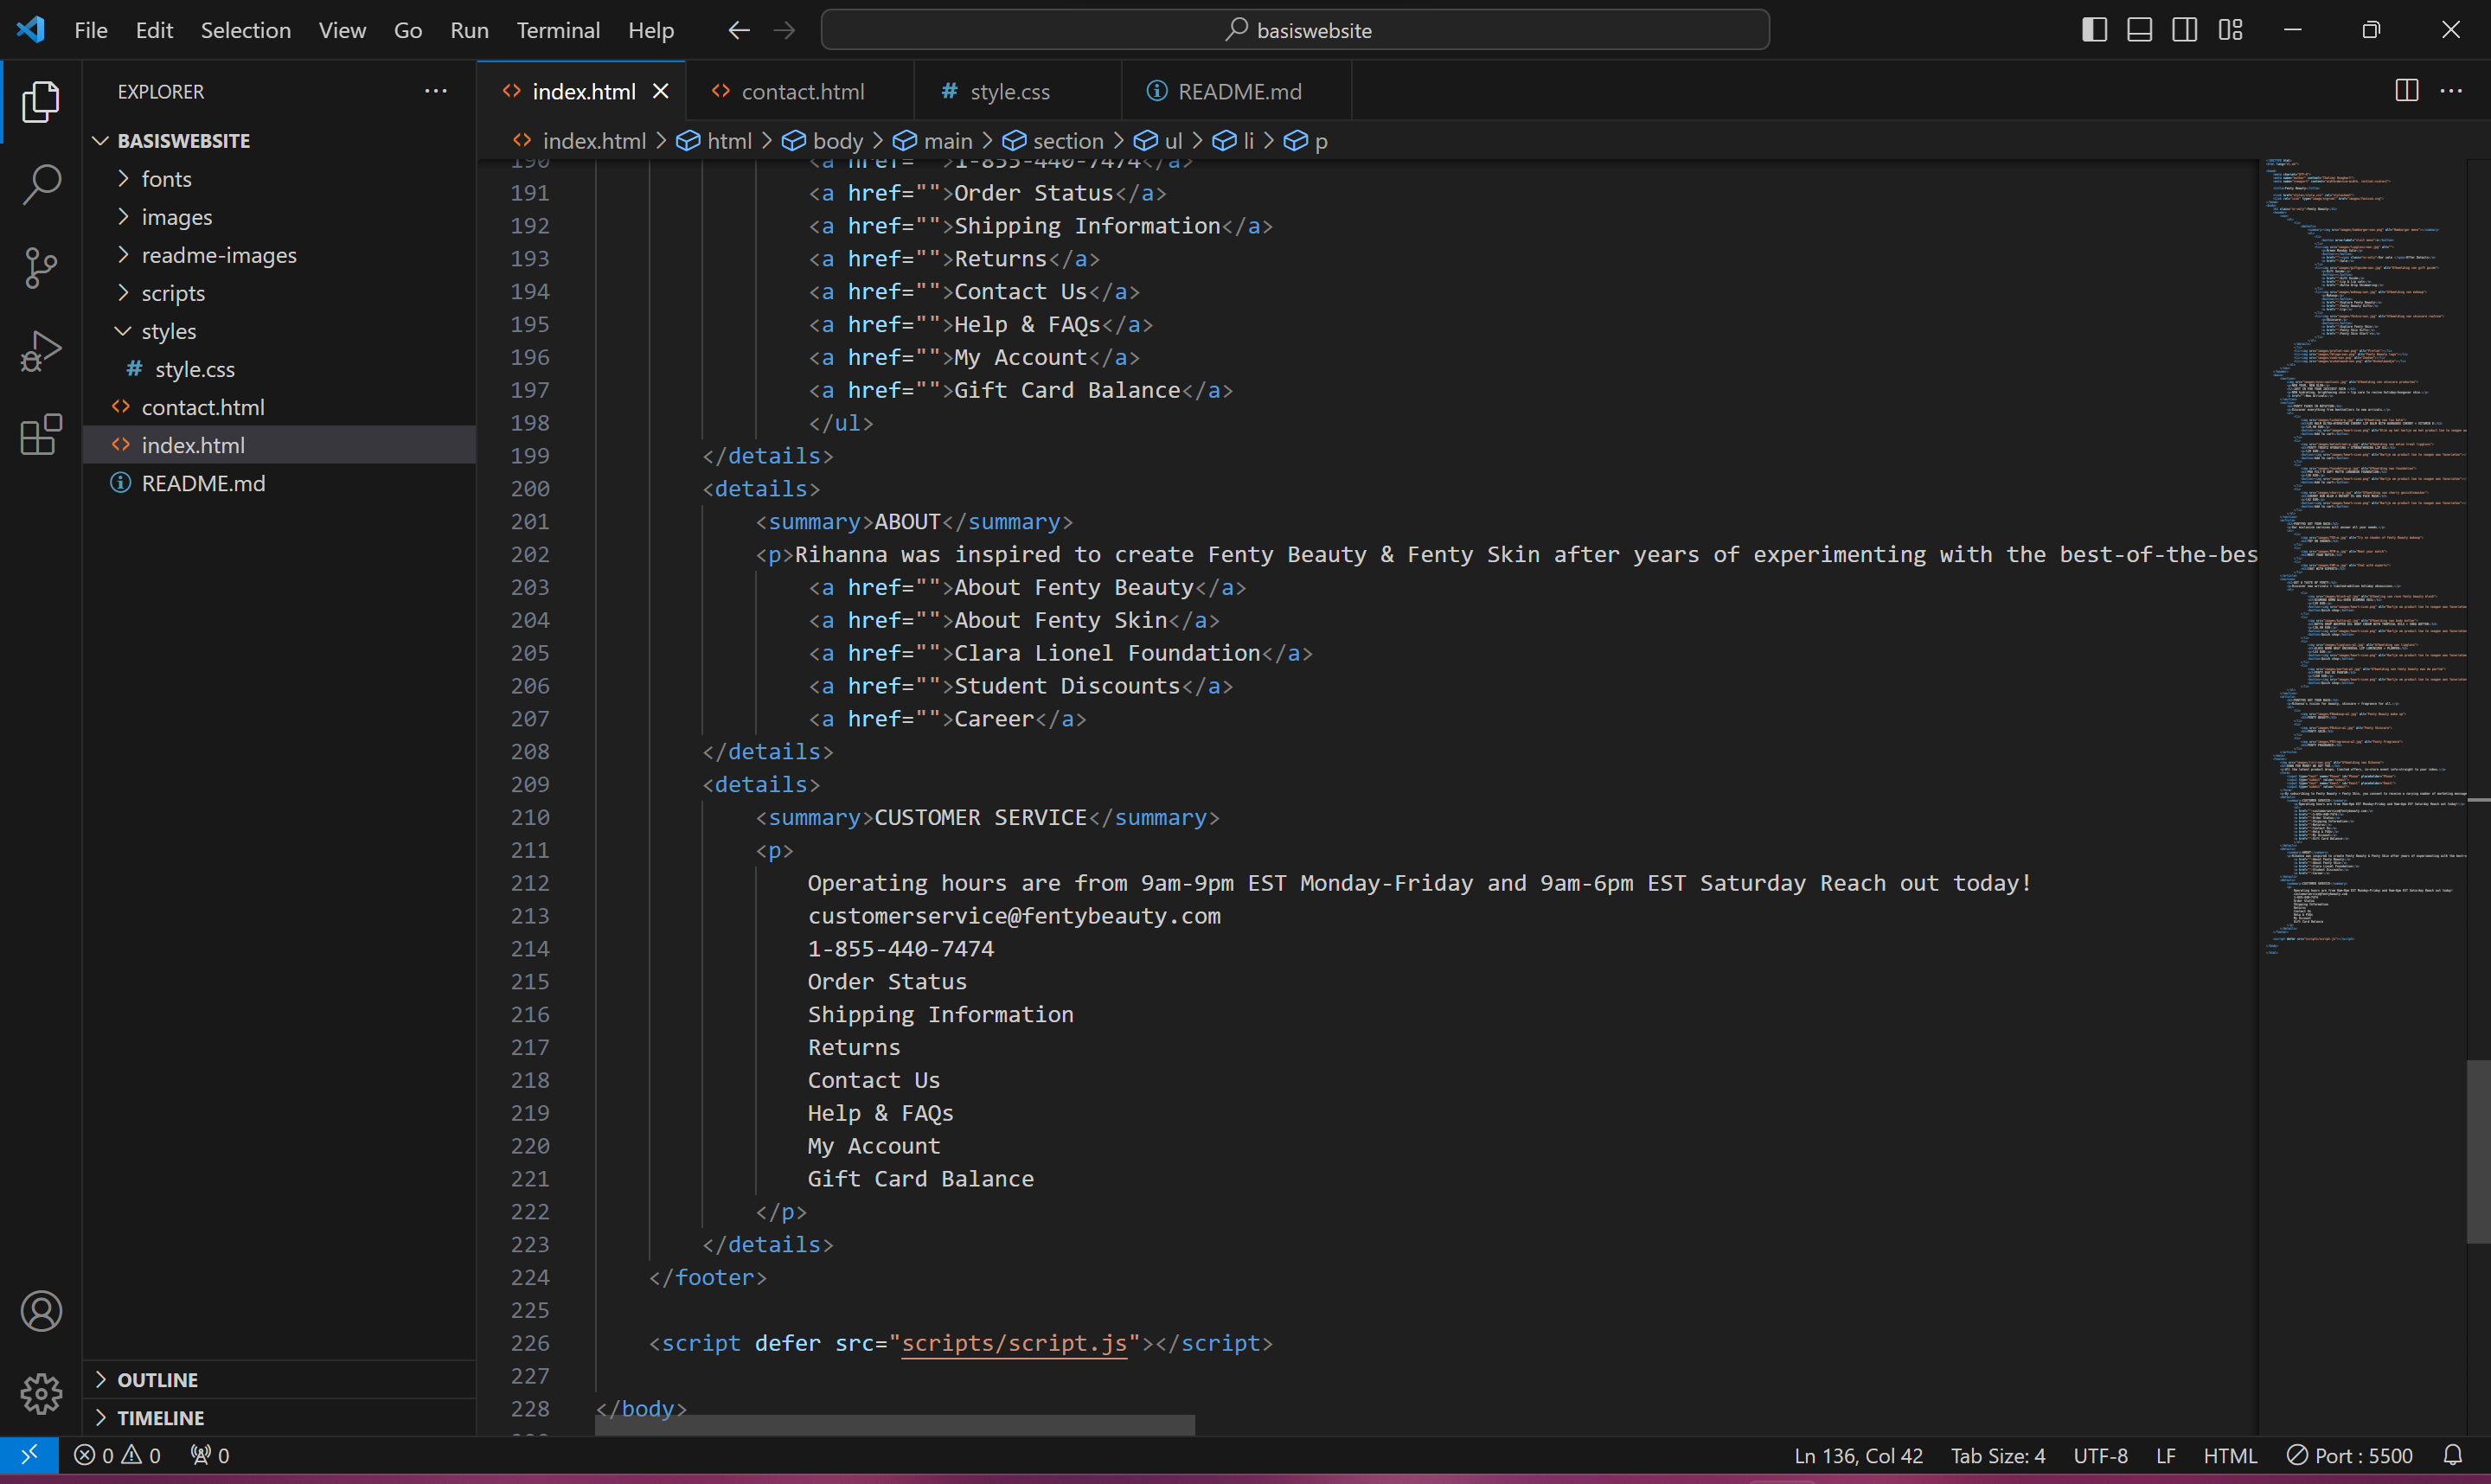 File Edit Selection View Go Run Terminal Help
basiswebsite
EXPLORER
BASISWEBSITE
fonts
images
readme-images
scripts
styles
# style.css
contact.html
index.html
README.md
OUTLINE
TIMELINE
index.html contact.html # style.css README.md
index.html > html > body > main > section > ul > li > p
190 <a href="">1-855-440-7474</a>
191 <a href="">Order Status</a>
192 <a href="">Shipping Information</a>
193 <a href="">Returns</a>
194 <a href="">Contact Us</a>
195 <a href="">Help & FAQs</a>
196 <a href="">My Account</a>
197 <a href="">Gift Card Balance</a>
198 </ul>
199 </details>
200 <details>
201 <summary>ABOUT</summary>
202 <p>Rihanna was inspired to create Fenty Beauty & Fenty Skin after years of experimenting with the best-of-the-bes
203 <a href="">About Fenty Beauty</a>
204 <a href="">About Fenty Skin</a>
205 <a href="">Clara Lionel Foundation</a>
206 <a href="">Student Discounts</a>
207 <a href="">Career</a>
208 </details>
209 <details>
210 <summary>CUSTOMER SERVICE</summary>
211 <p>
212 Operating hours are from 9am-9pm EST Monday-Friday and 9am-6pm EST Saturday Reach out today!
213 customerservice@fentybeauty.com
214 1-855-440-7474
215 Order Status
216 Shipping Information
217 Returns
218 Contact Us
219 Help & FAQs
220 My Account
221 Gift Card Balance
222 </p>
223 </details>
224 </footer>
225
226 <script defer src="scripts/script.js"></script>
227
228 </body>
0 0 0
Ln 136, Col 42 Tab Size: 4 UTF-8 LF HTML Port : 5500